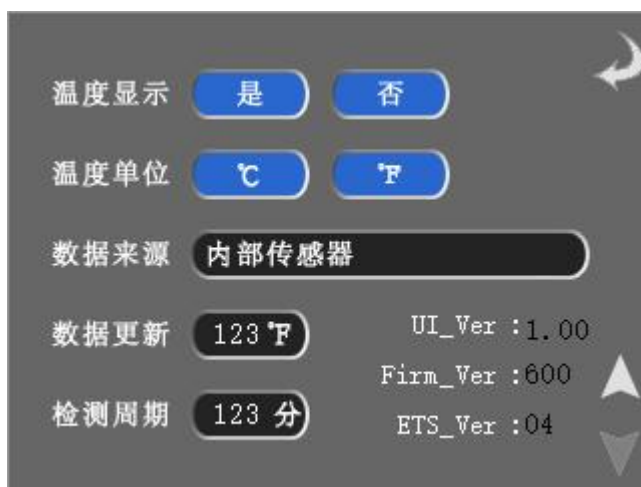 温度显示 是 否
温度单位 ℃ ℉
数据来源 内部传感器
数据更新 123℉ UI_Ver :1.00
Firm_Ver :600
检测周期 123 分 ETS_Ver :04